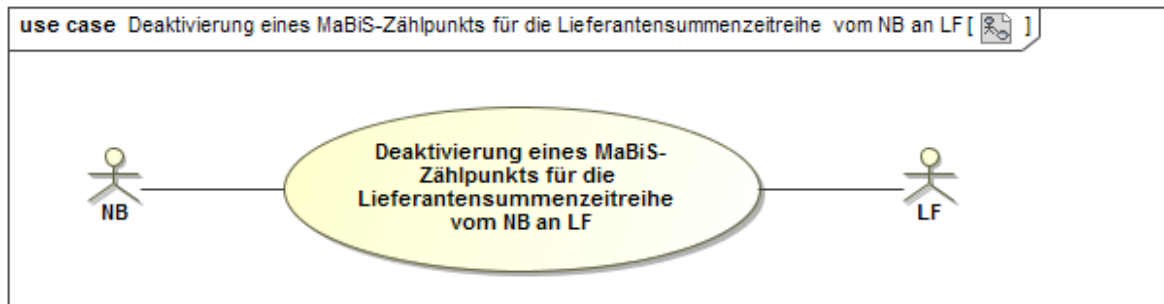 use case Deaktivierung eines MaBiS-Zählpunkts für die Lieferantensummenzeitreihe vom NB an LF [ ]
Deaktivierung eines MaBiS-
Zählpunkts für die
Lieferantensummenzeitreihe
vom NB an LF
NB
LF